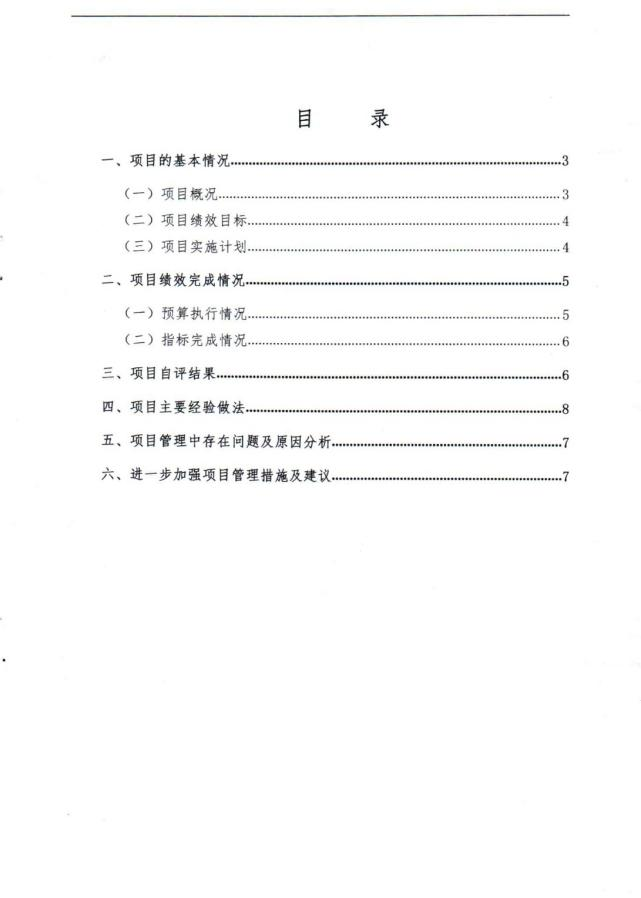 目 录
一、项目的基本情况........................................3
（一）项目概况........................................3
（二）项目绩效目标........................................4
（三）项目实施计划........................................4
二、项目绩效完成情况........................................5
（一）预算执行情况........................................5
（二）指标完成情况........................................6
三、项目自评结果........................................6
四、项目主要经验做法........................................8
五、项目管理中存在问题及原因分析........................................7
六、进一步加强项目管理措施及建议........................................7